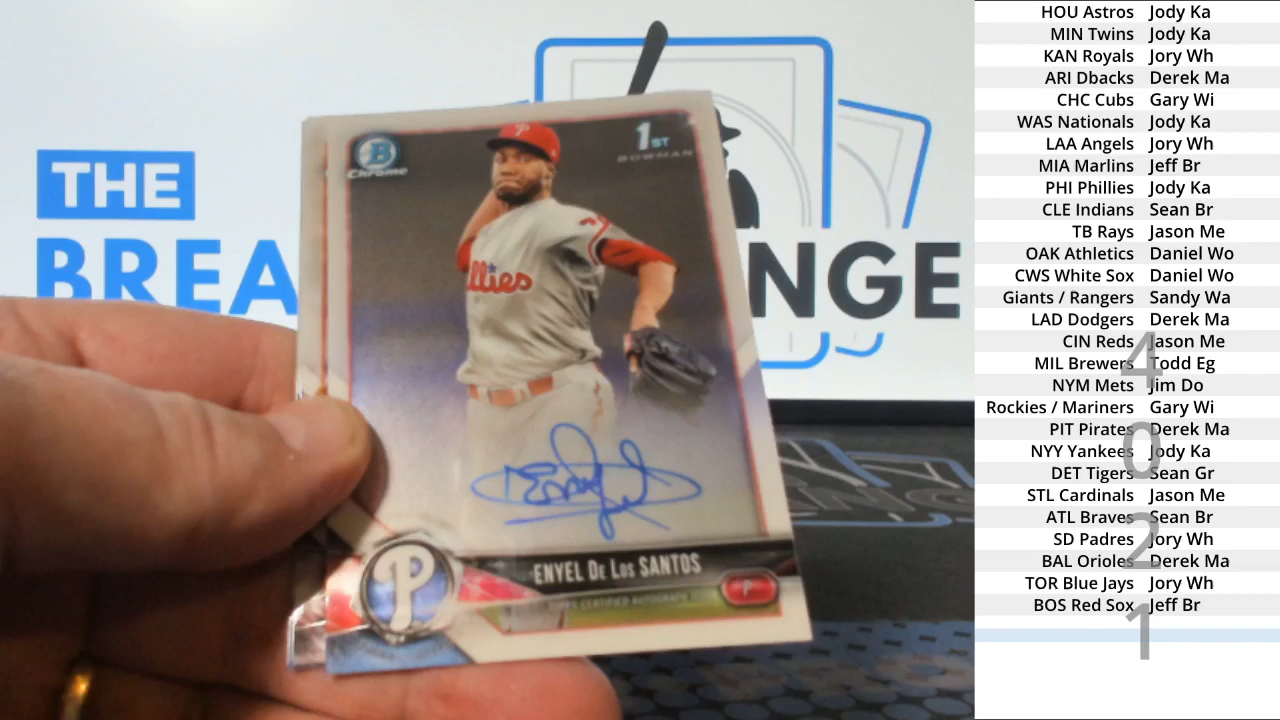 THE
BREA
NGE
B
Chrome
1ST
BOWMAN
P
llies
P
ENYEL De Los SANTOS
CERTIFIED AUTOGRAPH
P
HOU Astros Jody Ka
MIN Twins Jody Ka
KAN Royals Jory Wh
ARI Dbacks Derek Ma
CHC Cubs Gary Wi
WAS Nationals Jody Ka
LAA Angels Jory Wh
MIA Marlins Jeff Br
PHI Phillies Jody Ka
CLE Indians Sean Br
TB Rays Jason Me
OAK Athletics Daniel Wo
CWS White Sox Daniel Wo
Giants / Rangers Sandy Wa
LAD Dodgers Derek Ma
CIN Reds Jason Me
MIL Brewers Todd Eg
NYM Mets Jim Do
Rockies / Mariners Gary Wi
PIT Pirates Derek Ma
NYY Yankees Jody Ka
DET Tigers Sean Gr
STL Cardinals Jason Me
ATL Braves Sean Br
SD Padres Jory Wh
BAL Orioles Derek Ma
TOR Blue Jays Jory Wh
BOS Red Sox Jeff Br
4
0
2
1